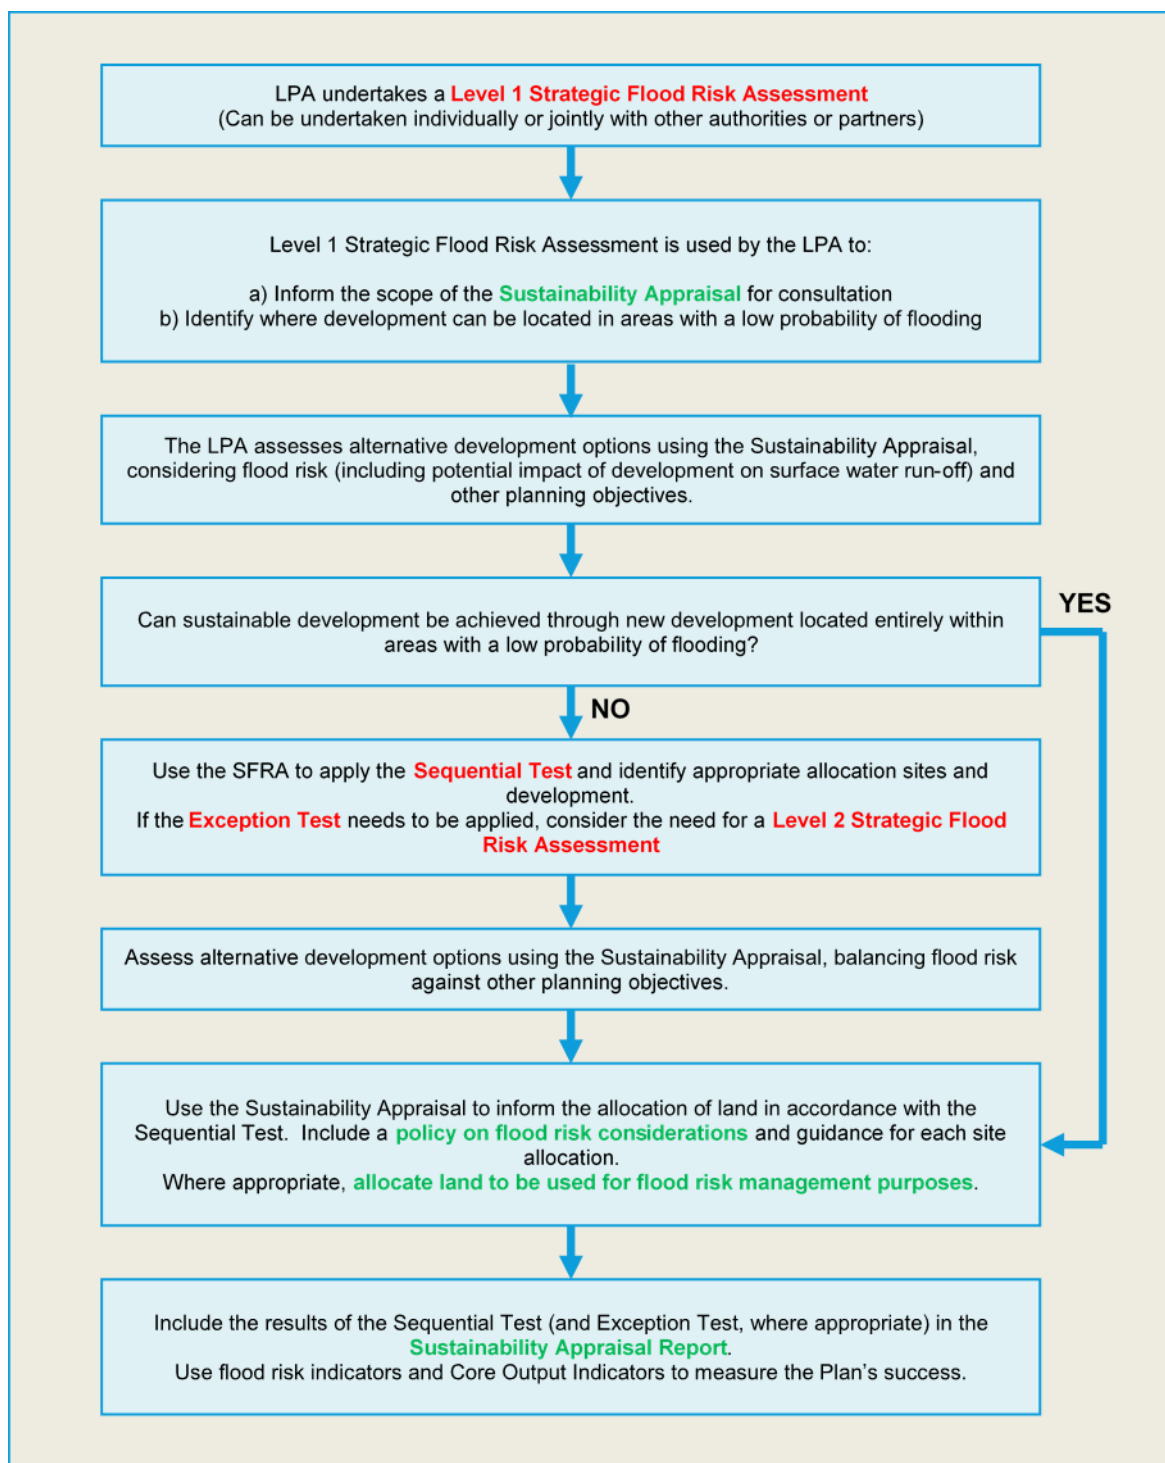 LPA undertakes a Level 1 Strategic Flood Risk Assessment
(Can be undertaken individually or jointly with other authorities or partners)
Level 1 Strategic Flood Risk Assessment is used by the LPA to:
a) Inform the scope of the Sustainability Appraisal for consultation
b) Identify where development can be located in areas with a low probability of flooding
The LPA assesses alternative development options using the Sustainability Appraisal,
considering flood risk (including potential impact of development on surface water run-off) and
other planning objectives.
Can sustainable development be achieved through new development located entirely within
areas with a low probability of flooding?
YES
NO
Use the SFRA to apply the Sequential Test and identify appropriate allocation sites and
development.
If the Exception Test needs to be applied, consider the need for a Level 2 Strategic Flood
Risk Assessment
Assess alternative development options using the Sustainability Appraisal, balancing flood risk
against other planning objectives.
Use the Sustainability Appraisal to inform the allocation of land in accordance with the
Sequential Test. Include a policy on flood risk considerations and guidance for each site
allocation.
Where appropriate, allocate land to be used for flood risk management purposes.
Include the results of the Sequential Test (and Exception Test, where appropriate) in the
Sustainability Appraisal Report.
Use flood risk indicators and Core Output Indicators to measure the Plan's success.